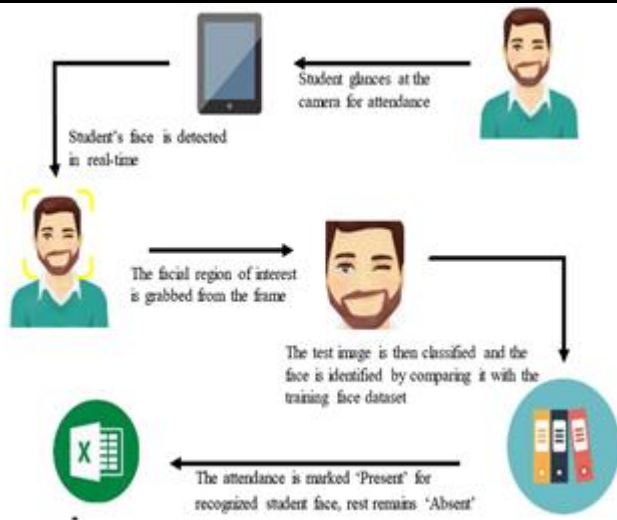 Student glances at the
camera for attendance
Student's face is detected
in real-time
The facial region of interest
is grabbed from the frame
The test image is then classified and the
face is identified by comparing it with the
training face dataset
X
The attendance is marked 'Present' for
recognized student face, rest remains 'Absent'